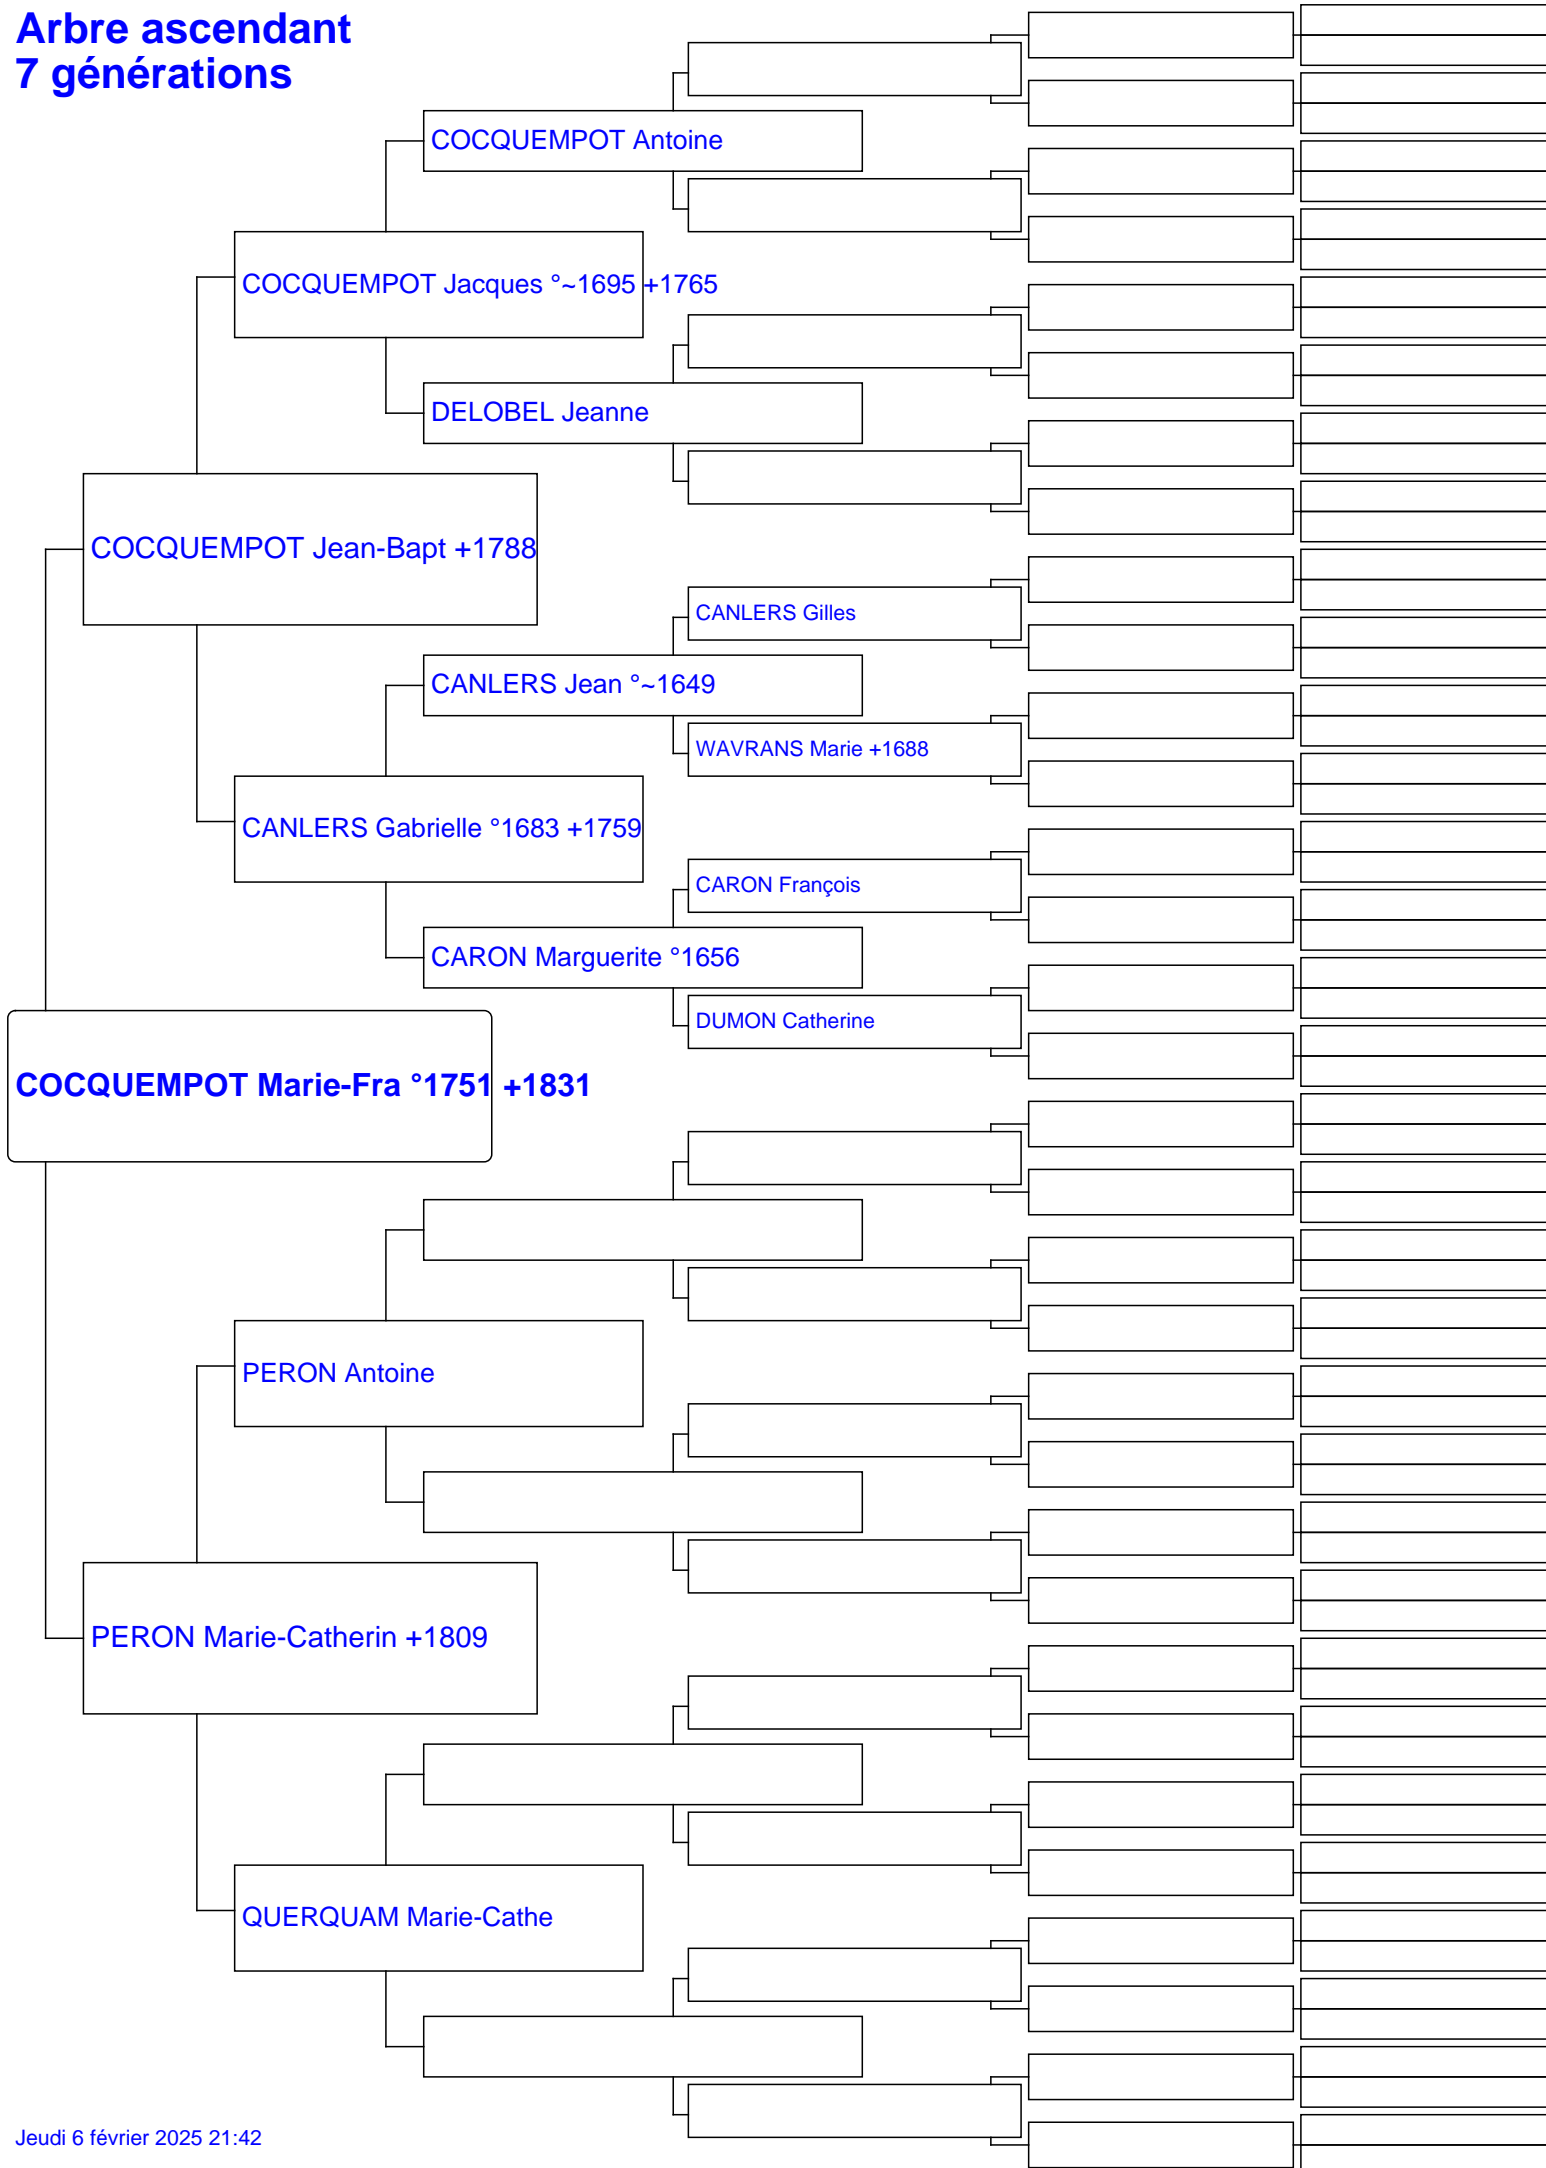 Arbre ascendant
7 générations
COCQUEMPOT Antoine
COCQUEMPOT Jacques °~1695 +1765
DELOBEL Jeanne
COCQUEMPOT Jean-Bapt +1788
CANLERS Gilles
CANLERS Jean °~1649
WAVRANS Marie +1688
CANLERS Gabrielle °1683 +1759
CARON François
CARON Marguerite °1656
DUMON Catherine
COCQUEMPOT Marie-Fra °1751 +1831
PERON Antoine
PERON Marie-Catherin +1809
QUERQUAM Marie-Cathe
Jeudi 6 février 2025 21:42